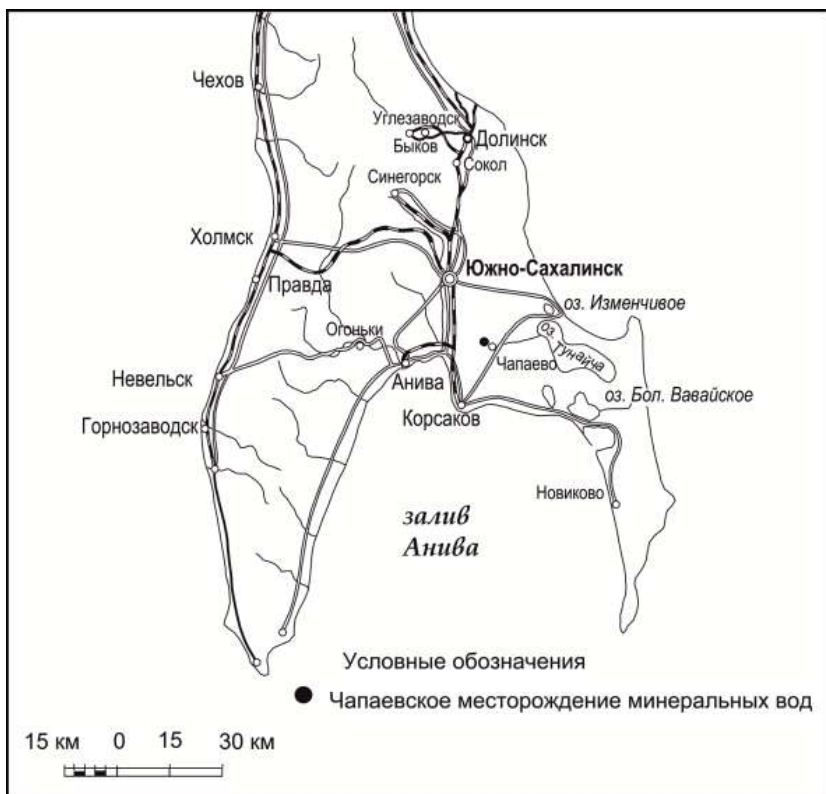 Чехов
Углезаводск
Быков
Долинск
Сокол
Синегорск
Холмск
Южно-Сахалинск
Правда
оз. Изменчивое
Огоньки
оз. тунайча
Чапаево
Невельск
Анива
оз. Бол. Вавайское
Корсаков
Горнозаводск
Новиково
залив
Анива
Условные обозначения
Чапаевское месторождение минеральных вод
15 км 0 15 30 км